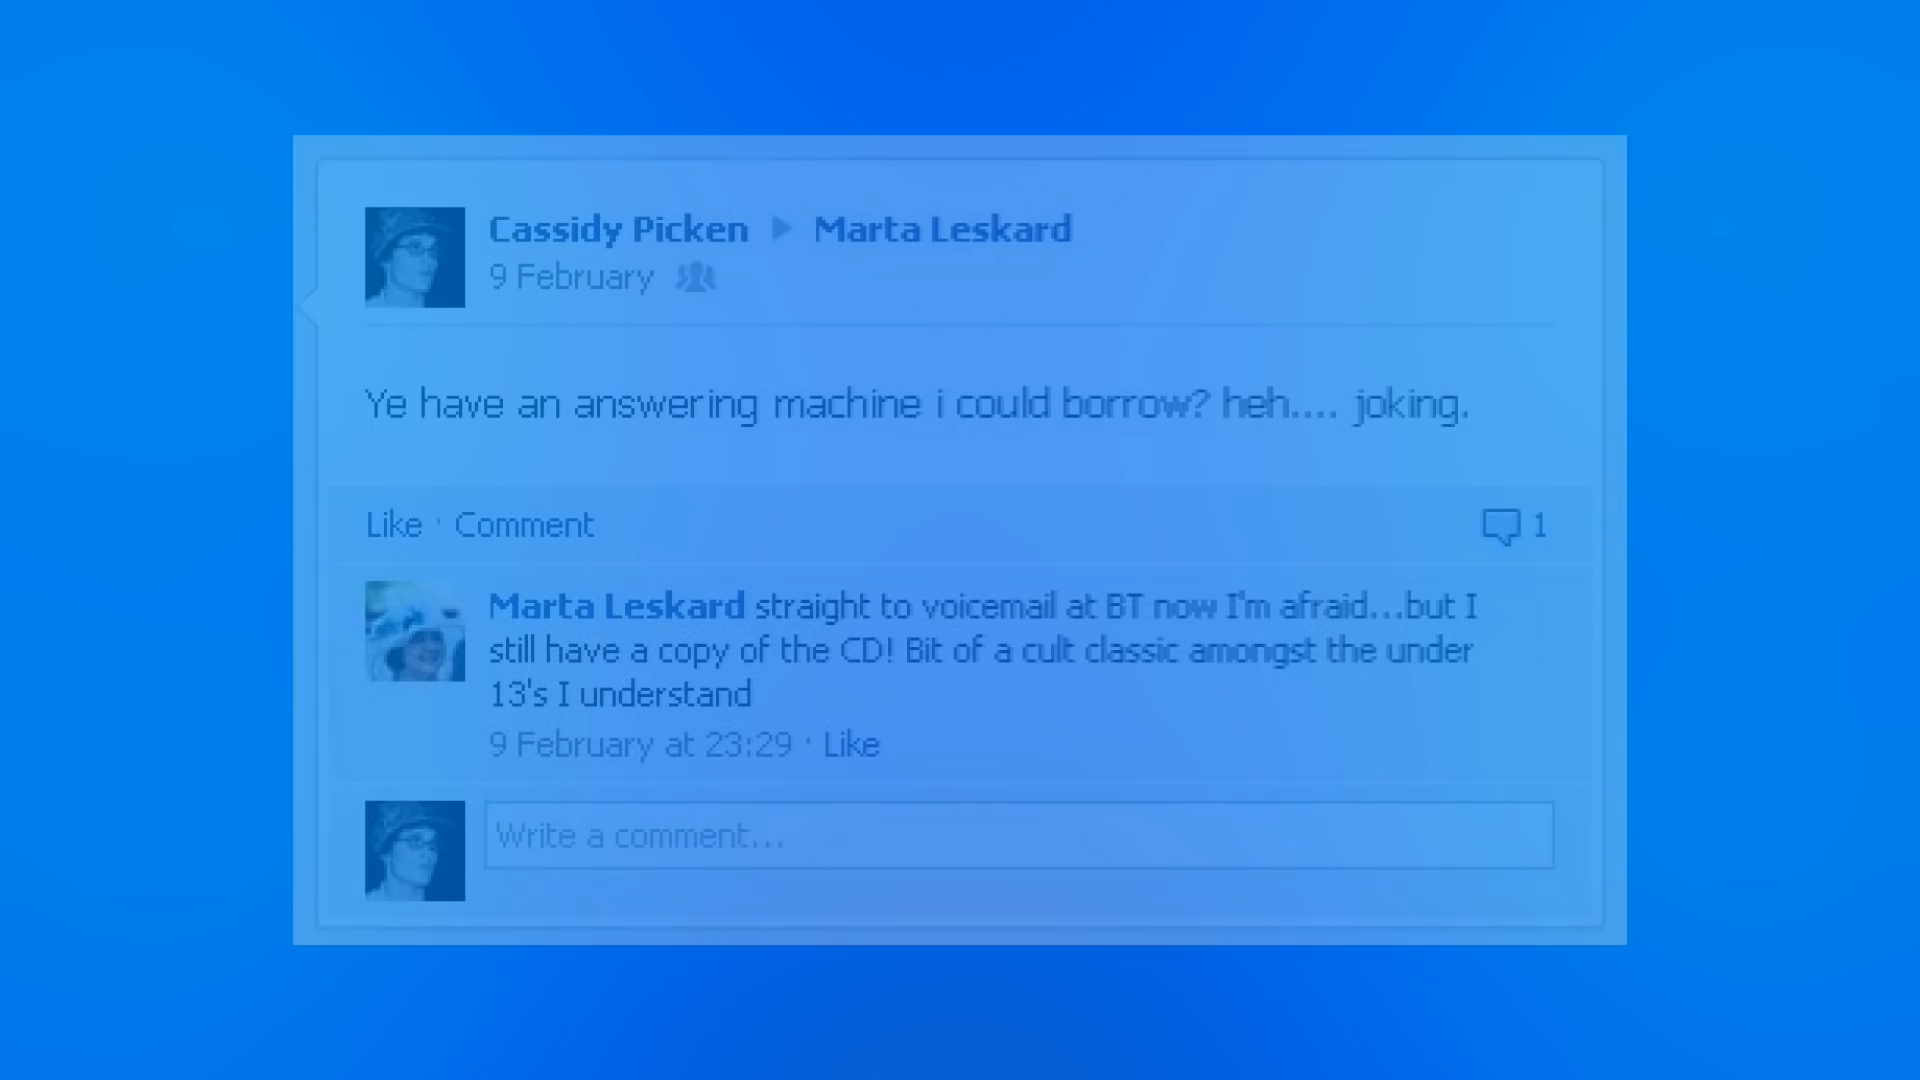 Cassidy Picken ▶ Marta Leskard
9 February
Ye have an answering machine i could borrow? heh.... joking.
Like · Comment 1
Marta Leskard straight to voicemail at BT now I'm afraid...but I
still have a copy of the CD! Bit of a cult classic amongst the under
13's I understand
9 February at 23:29 · Like
Write a comment...